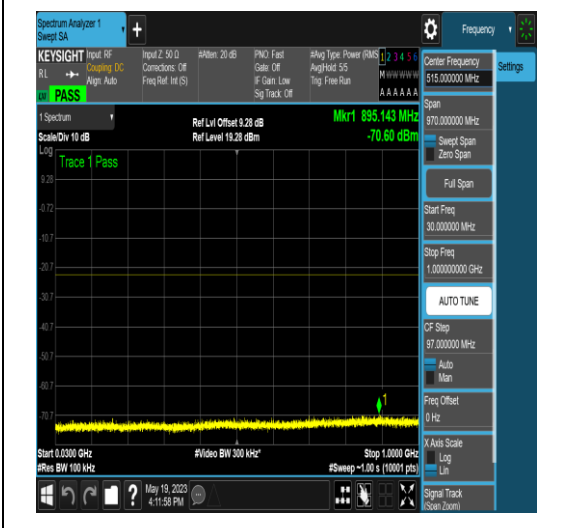 Spectrum Analyzer 1
Swept SA
+
Frequency
KEYSIGHT
Input: RF
Coupling: DC
Align: Auto
RL
PASS
Input Z: 50 Ω
Corrections: Off
Freq Ref: Int (S)
#Atten: 20 dB
PNO: Fast
Gate: Off
IF Gain: Low
Sig Track: Off
#Avg Type: Power (RMS
Avg|Hold: 5/5
Trig: Free Run
1 2 3 4 5 6
M W W W W W
A A A A A A
1 Spectrum
Scale/Div 10 dB
Ref Lvl Offset 9.28 dB
Ref Level 19.28 dBm
Mkr1 895.143 MHz
-70.60 dBm
Log
Trace 1 Pass
9.28
-0.72
-10.7
-20.7
-30.7
-40.7
-50.7
-60.7
-70.7
1
Start 0.0300 GHz
#Res BW 100 kHz
#Video BW 300 kHz*
Stop 1.0000 GHz
#Sweep ~1.00 s (10001 pts)
?
May 19, 2023
4:11:58 PM
Center Frequency
515.000000 MHz
Settings
Span
970.000000 MHz
Swept Span
Zero Span
Full Span
Start Freq
30.000000 MHz
Stop Freq
1.000000000 GHz
AUTO TUNE
CF Step
97.000000 MHz
Auto
Man
Freq Offset
0 Hz
X Axis Scale
Log
Lin
Signal Track
(Span Zoom)